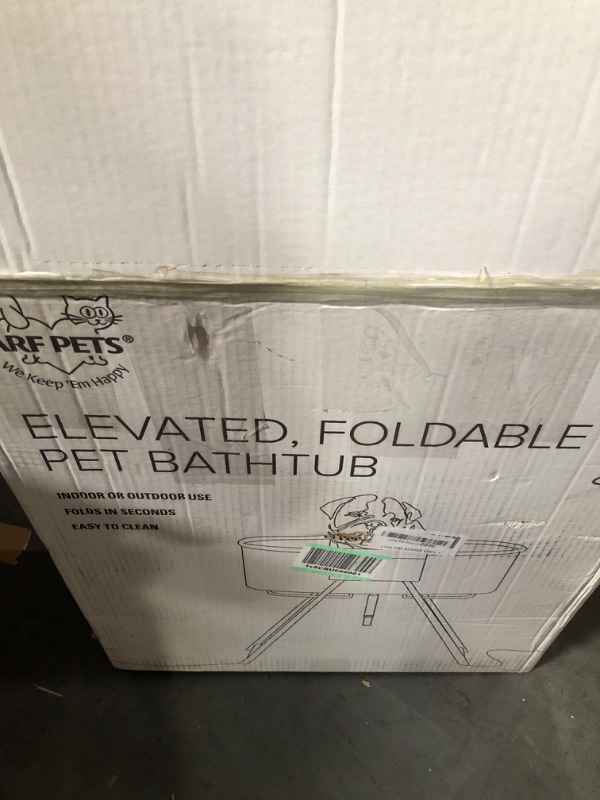 ARF PETS®
We Keep 'Em Happy
ELEVATED, FOLDABLE
PET BATHTUB
INDOOR OR OUTDOOR USE
FOLDS IN SECONDS
EASY TO CLEAN